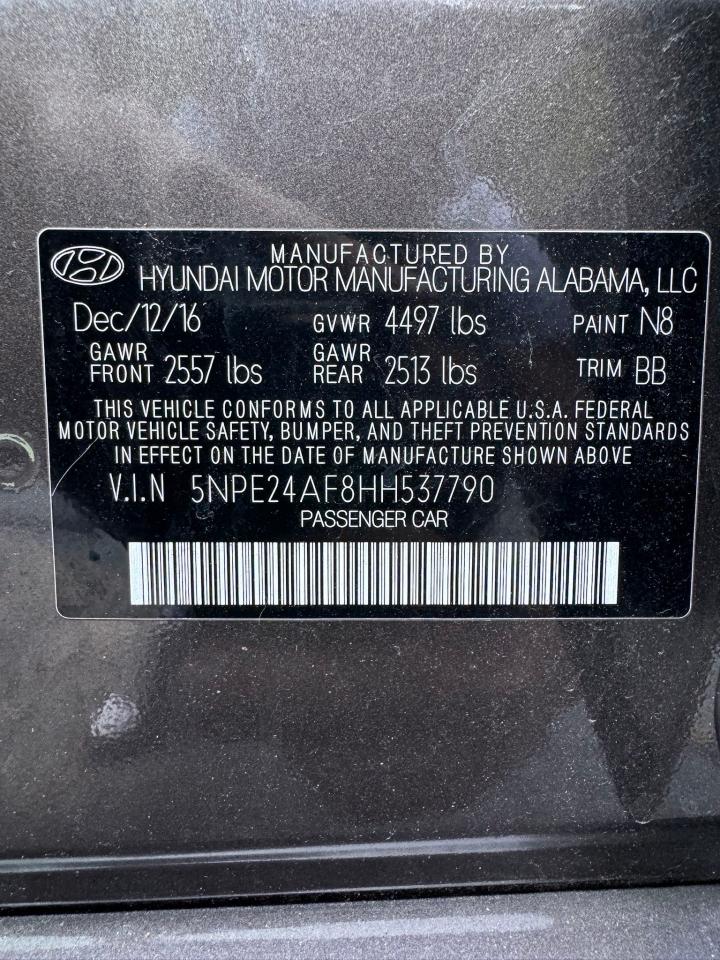 MANUFACTURED BY
HYUNDAI MOTOR MANUFACTURING ALABAMA, LLC
Dec/12/16 GVWR 4497 lbs PAINT N8
GAWR FRONT 2557 lbs GAWR REAR 2513 lbs TRIM BB
THIS VEHICLE CONFORMS TO ALL APPLICABLE U.S.A. FEDERAL
MOTOR VEHICLE SAFETY, BUMPER, AND THEFT PREVENTION STANDARDS
IN EFFECT ON THE DATE OF MANUFACTURE SHOWN ABOVE
V.I.N 5NPE24AF8HH537790
PASSENGER CAR